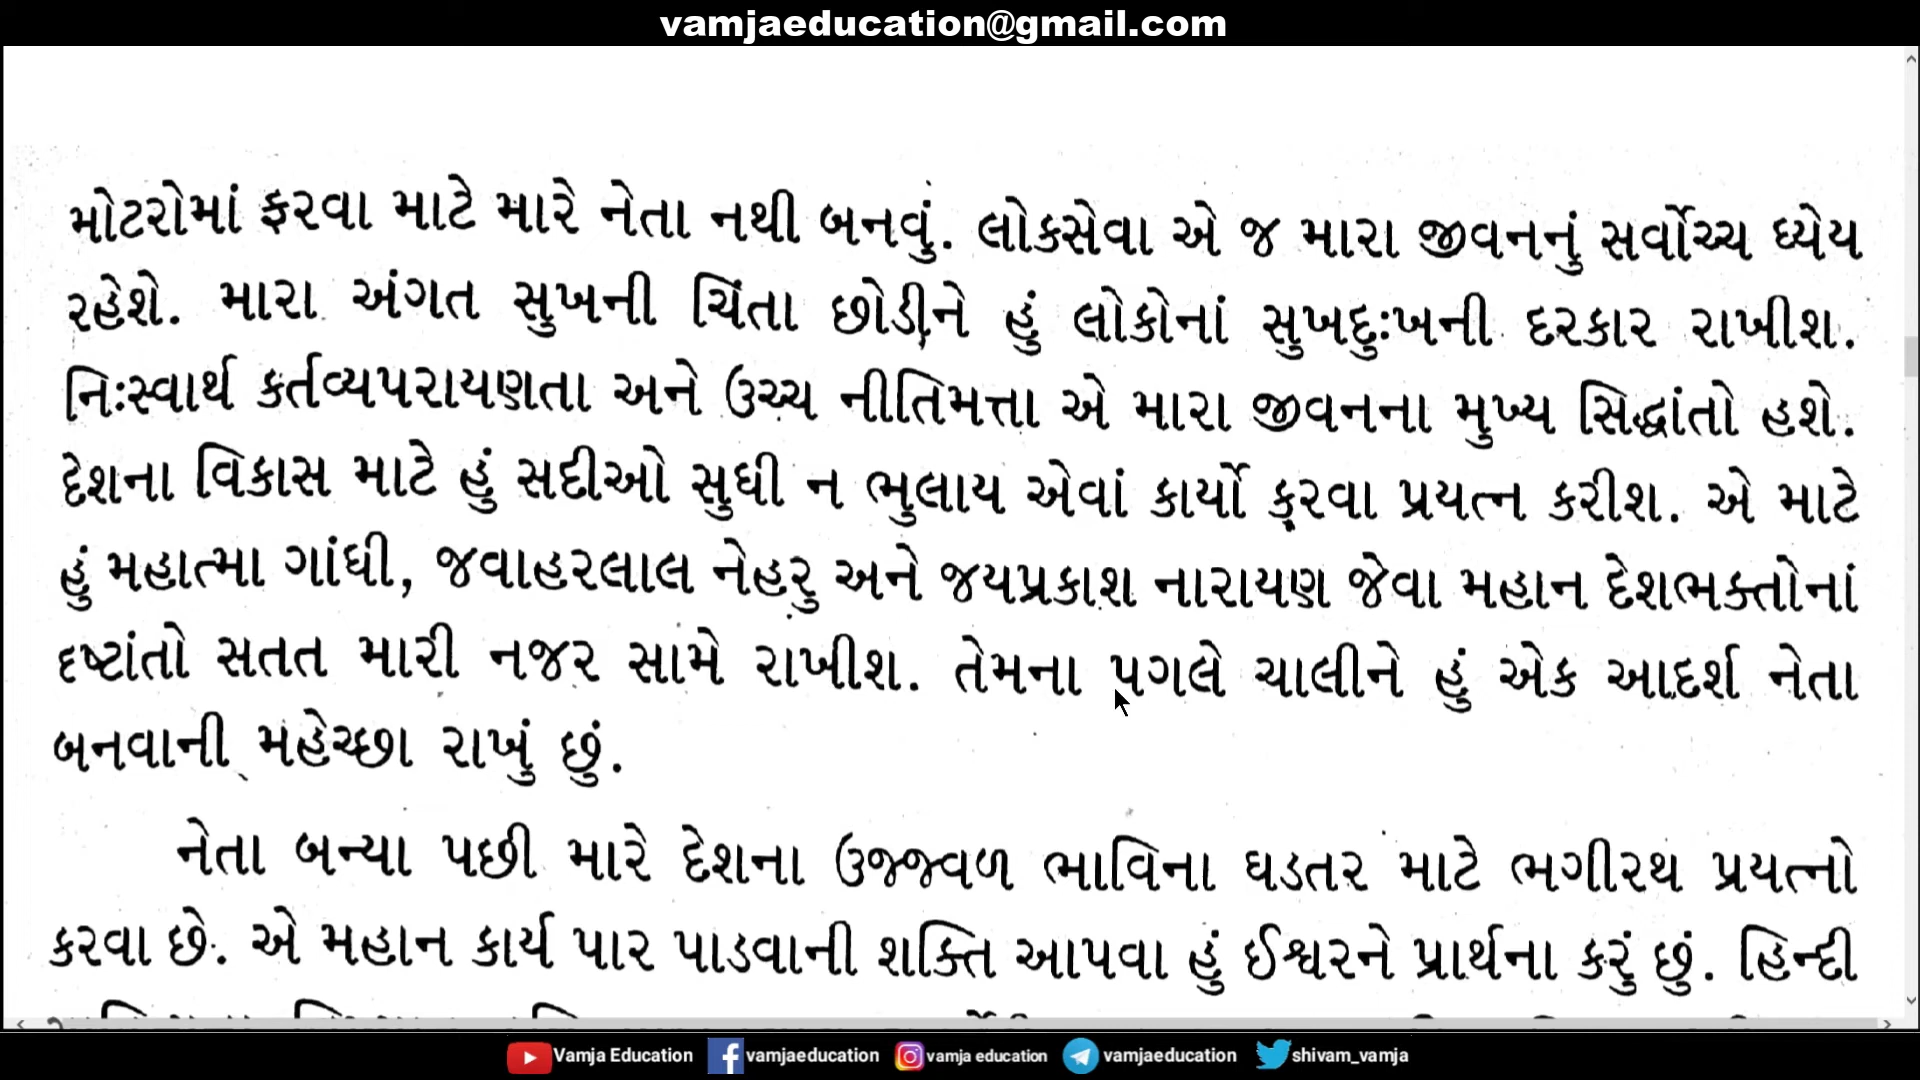 vamjaeducation@gmail.com
મોટરોમાં ફરવા માટે મારે નેતા નથી બનવું. લોકસેવા એ જ મારા જીવનનું સર્વોચ્ચ ધ્યેય
રહેશે. મારા અંગત સુખની ચિંતા છોડીને હું લોકોનાં સુખદુઃખની દરકાર રાખીશ.
નિઃસ્વાર્થ કર્તવ્યપરાયણતા અને ઉચ્ચ નીતિમત્તા એ મારા જીવનના મુખ્ય સિદ્ધાંતો હશે.
દેશના વિકાસ માટે હું સદીઓ સુધી ન ભુલાય એવાં કાર્યો કરવા પ્રયત્ન કરીશ. એ માટે
હું મહાત્મા ગાંધી, જવાહરલાલ નેહરુ અને જયપ્રકાશ નારાયણ જેવા મહાન દેશભક્તોનાં
દૃષ્ટાંતો સતત મારી નજર સામે રાખીશ. તેમના પગલે ચાલીને હું એક આદર્શ નેતા
બનવાની મહેચ્છા રાખું છું.
નેતા બન્યા પછી મારે દેશના ઉજ્જ્વળ ભાવિના ઘડતર માટે ભગીરથ પ્રયત્નો
કરવા છે. એ મહાન કાર્ય પાર પાડવાની શક્તિ આપવા હું ઈશ્વરને પ્રાર્થના કરું છું. હિન્દી
Vamja Education vamjaeducation vamja education vamjaeducation shivam_vamja